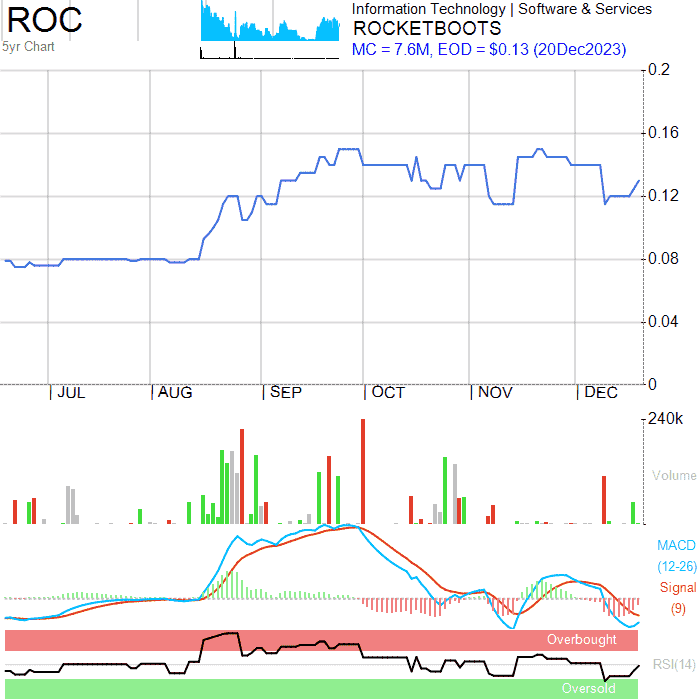 ROC
5yr Chart
Information Technology | Software & Services
ROCKETBOOTS
MC = 7.6M, EOD = $0.13 (20Dec2023)
0.2
0.16
0.12
0.08
0.04
0
JUL AUG SEP OCT NOV DEC
240k
Volume
MACD
(12-26)
Signal
(9)
Overbought
RSI(14)
Oversold